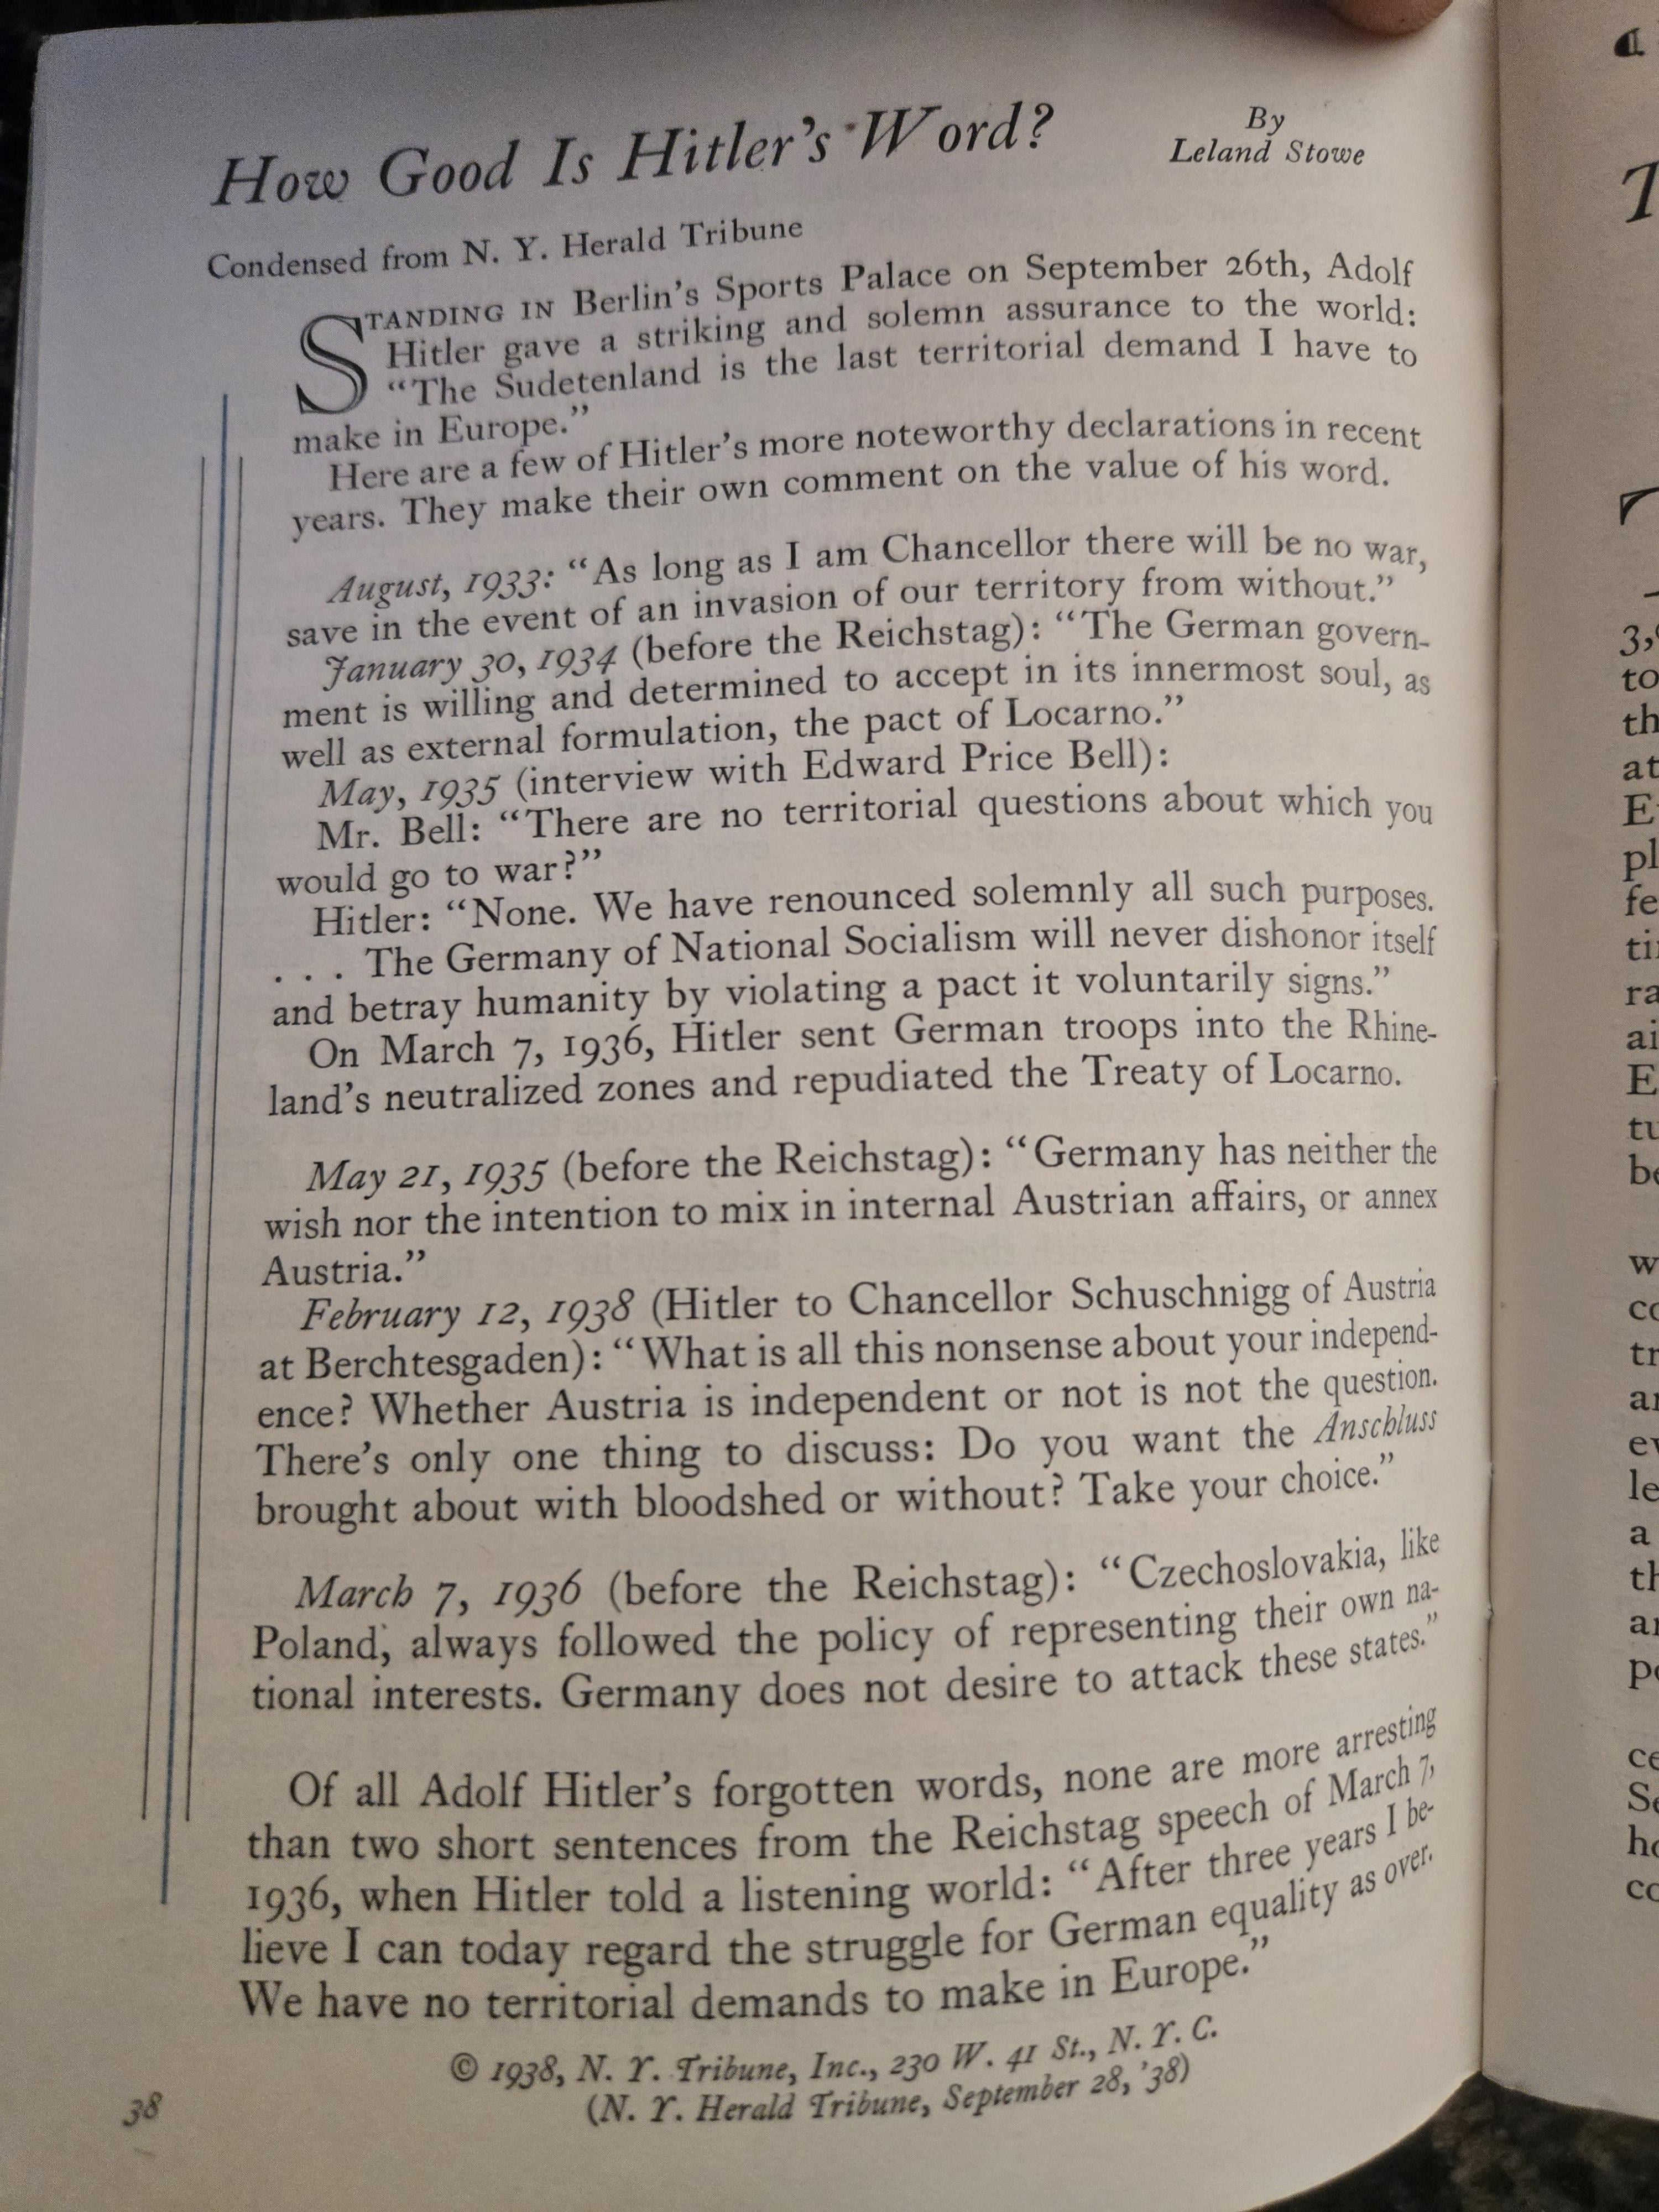 How Good Is Hitler's Word?
By
Leland Stowe
Condensed from N. Y. Herald Tribune
STANDING IN Berlin's Sports Palace on September 26th, Adolf
Hitler gave a striking and solemn assurance to the world:
“The Sudetenland is the last territorial demand I have to
make in Europe.”
Here are a few of Hitler's more noteworthy declarations in recent
years. They make their own comment on the value of his word.
August, 1933: “As long as I am Chancellor there will be no war,
save in the event of an invasion of our territory from without.”
January 30, 1934 (before the Reichstag): “The German govern-
ment is willing and determined to accept in its innermost soul, as
well as external formulation, the pact of Locarno.”
May, 1935 (interview with Edward Price Bell):
Mr. Bell: “There are no territorial questions about which you
would go to war?”
Hitler: “None. We have renounced solemnly all such purposes.
. . . The Germany of National Socialism will never dishonor itself
and betray humanity by violating a pact it voluntarily signs.”
On March 7, 1936, Hitler sent German troops into the Rhine-
land's neutralized zones and repudiated the Treaty of Locarno.
May 21, 1935 (before the Reichstag): “Germany has neither the
wish nor the intention to mix in internal Austrian affairs, or annex
Austria.”
February 12, 1938 (Hitler to Chancellor Schuschnigg of Austria
at Berchtesgaden): “What is all this nonsense about your independ-
ence? Whether Austria is independent or not is not the question.
There's only one thing to discuss: Do you want the Anschluss
brought about with bloodshed or without? Take your choice.”
March 7, 1936 (before the Reichstag): “Czechoslovakia, like
Poland, always followed the policy of representing their own na-
tional interests. Germany does not desire to attack these states.”
Of all Adolf Hitler's forgotten words, none are more arresting
than two short sentences from the Reichstag speech of March 7,
1936, when Hitler told a listening world: “After three years I be-
lieve I can today regard the struggle for German equality as over.
We have no territorial demands to make in Europe.”
© 1938, N. Y. Tribune, Inc., 230 W. 41 St., N. Y. C.
(N. Y. Herald Tribune, September 28, '38)
38